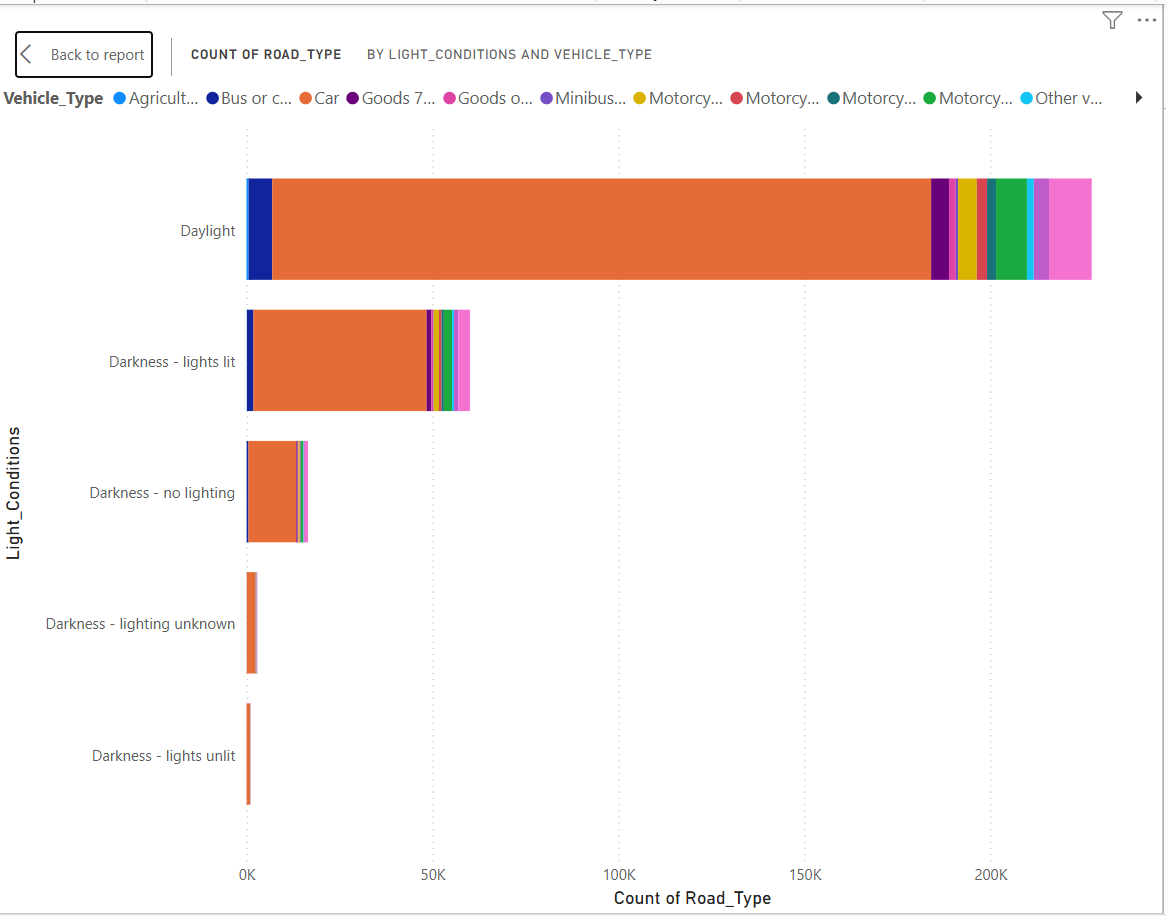 Back to report
COUNT OF ROAD_TYPE BY LIGHT_CONDITIONS AND VEHICLE_TYPE
Vehicle_Type Agricult... Bus or c... Car Goods 7... Goods o... Minibus... Motorcy... Motorcy... Motorcy... Motorcy... Other v...
Light_Conditions
Daylight
Darkness - lights lit
Darkness - no lighting
Darkness - lighting unknown
Darkness - lights unlit
0K 50K 100K 150K 200K
Count of Road_Type